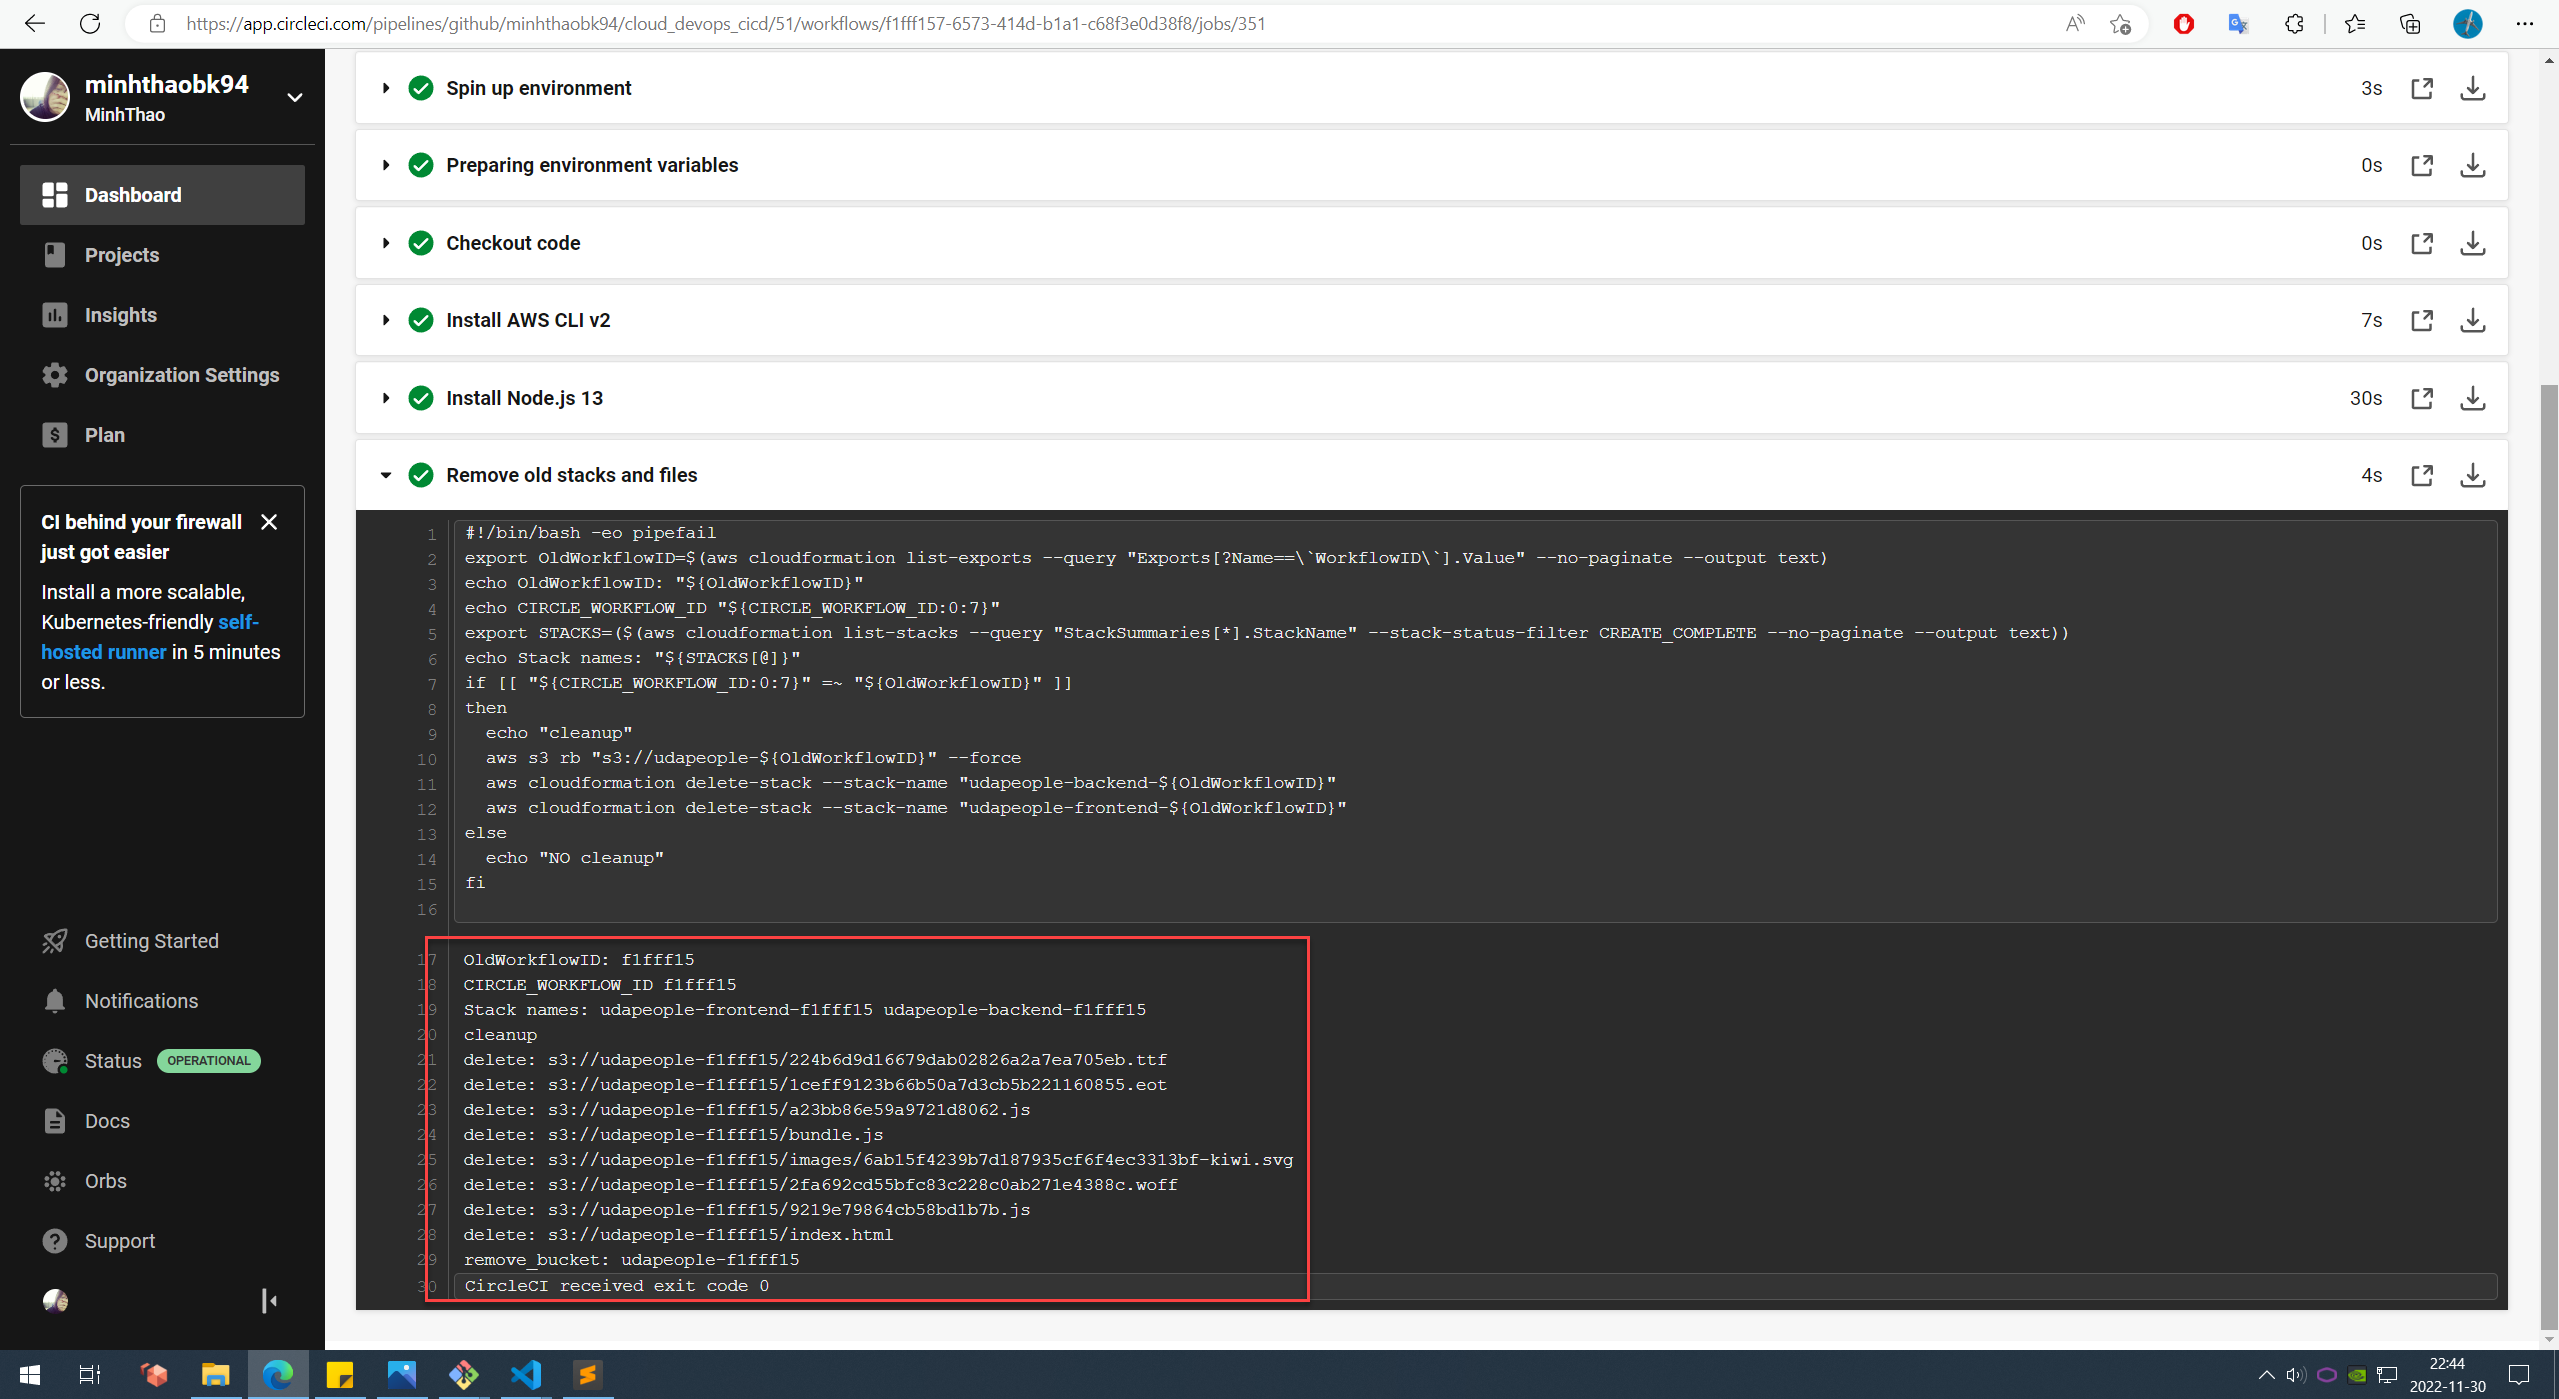 https://app.circleci.com/pipelines/github/minhthaobk94/cloud_devops_cicd/51/workflows/f1fff157-6573-414d-b1a1-c68f3e0d38f8/jobs/351
minhthaobk94
MinhThao
Dashboard
Projects
Insights
Organization Settings
Plan
CI behind your firewall
just got easier
Install a more scalable,
Kubernetes-friendly self-
hosted runner in 5 minutes
or less.
Getting Started
Notifications
Status OPERATIONAL
Docs
Orbs
Support
Spin up environment 3s
Preparing environment variables 0s
Checkout code 0s
Install AWS CLI v2 7s
Install Node.js 13 30s
Remove old stacks and files 4s
1 #!/bin/bash -eo pipefail
2 export OldWorkflowID=$(aws cloudformation list-exports --query "Exports[?Name==\`WorkflowID\`].Value" --no-paginate --output text)
3 echo OldWorkflowID: "${OldWorkflowID}"
4 echo CIRCLE_WORKFLOW_ID "${CIRCLE_WORKFLOW_ID:0:7}"
5 export STACKS=($(aws cloudformation list-stacks --query "StackSummaries[*].StackName" --stack-status-filter CREATE_COMPLETE --no-paginate --output text))
6 echo Stack names: "${STACKS[@]}"
7 if [[ "${CIRCLE_WORKFLOW_ID:0:7}" =~ "${OldWorkflowID}" ]]
8 then
9   echo "cleanup"
10   aws s3 rb "s3://udapeople-${OldWorkflowID}" --force
11   aws cloudformation delete-stack --stack-name "udapeople-backend-${OldWorkflowID}"
12   aws cloudformation delete-stack --stack-name "udapeople-frontend-${OldWorkflowID}"
13 else
14   echo "NO cleanup"
15 fi
16
17 OldWorkflowID: f1fff15
18 CIRCLE_WORKFLOW_ID f1fff15
19 Stack names: udapeople-frontend-f1fff15 udapeople-backend-f1fff15
20 cleanup
21 delete: s3://udapeople-f1fff15/224b6d9d16679dab02826a2a7ea705eb.ttf
22 delete: s3://udapeople-f1fff15/1ceff9123b66b50a7d3cb5b221160855.eot
23 delete: s3://udapeople-f1fff15/a23bb86e59a9721d8062.js
24 delete: s3://udapeople-f1fff15/bundle.js
25 delete: s3://udapeople-f1fff15/images/6ab15f4239b7d187935cf6f4ec3313bf-kiwi.svg
26 delete: s3://udapeople-f1fff15/2fa692cd55bfc83c228c0ab271e4388c.woff
27 delete: s3://udapeople-f1fff15/9219e79864cb58bd1b7b.js
28 delete: s3://udapeople-f1fff15/index.html
29 remove_bucket: udapeople-f1fff15
30 CircleCI received exit code 0
22:44
2022-11-30